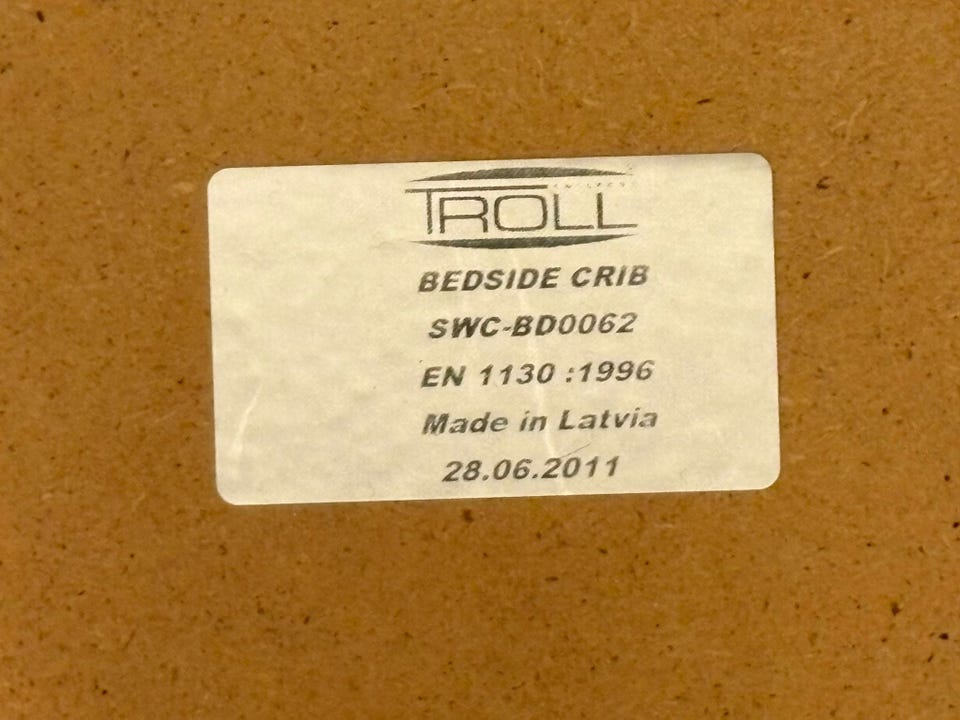 TROLL
BEDSIDE CRIB
SWC-BD0062
EN 1130 :1996
Made in Latvia
28.06.2011